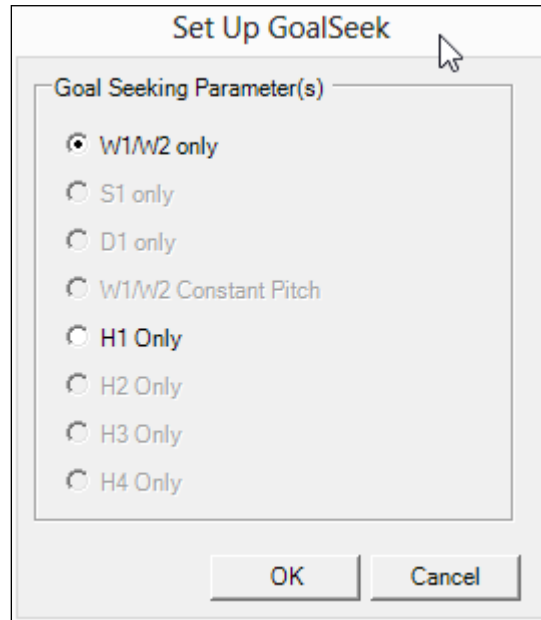 Set Up GoalSeek
Goal Seeking Parameter(s)
W1/W2 only
S1 only
D1 only
W1/W2 Constant Pitch
H1 Only
H2 Only
H3 Only
H4 Only
OK Cancel